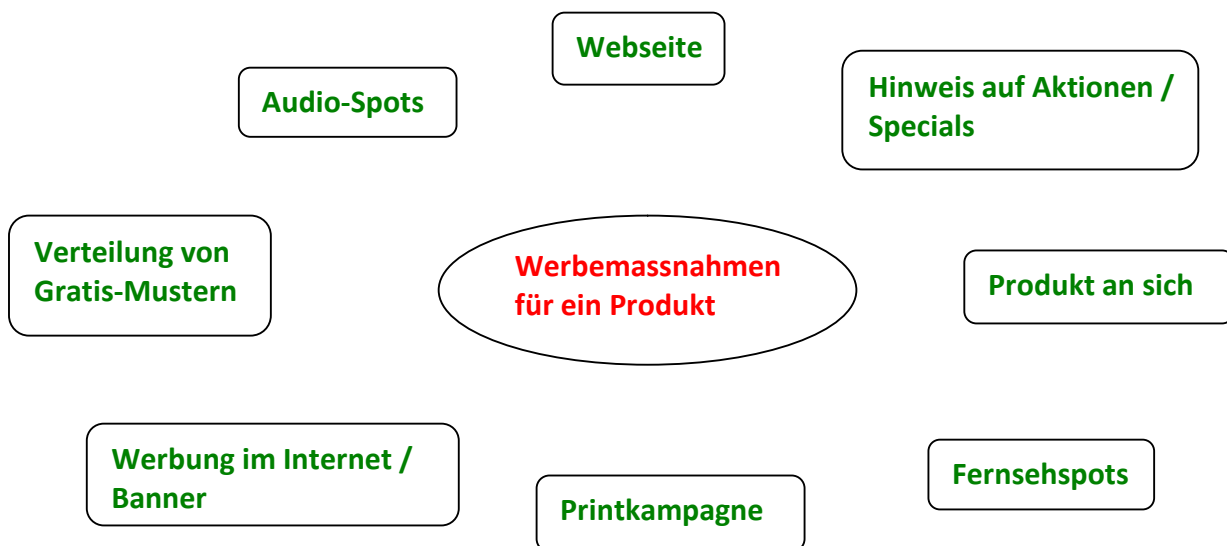 Webseite
Audio-Spots
Hinweis auf Aktionen /
Specials
Verteilung von
Gratis-Mustern
Werbemassnahmen
für ein Produkt
Produkt an sich
Werbung im Internet /
Banner
Printkampagne
Fernsehspots